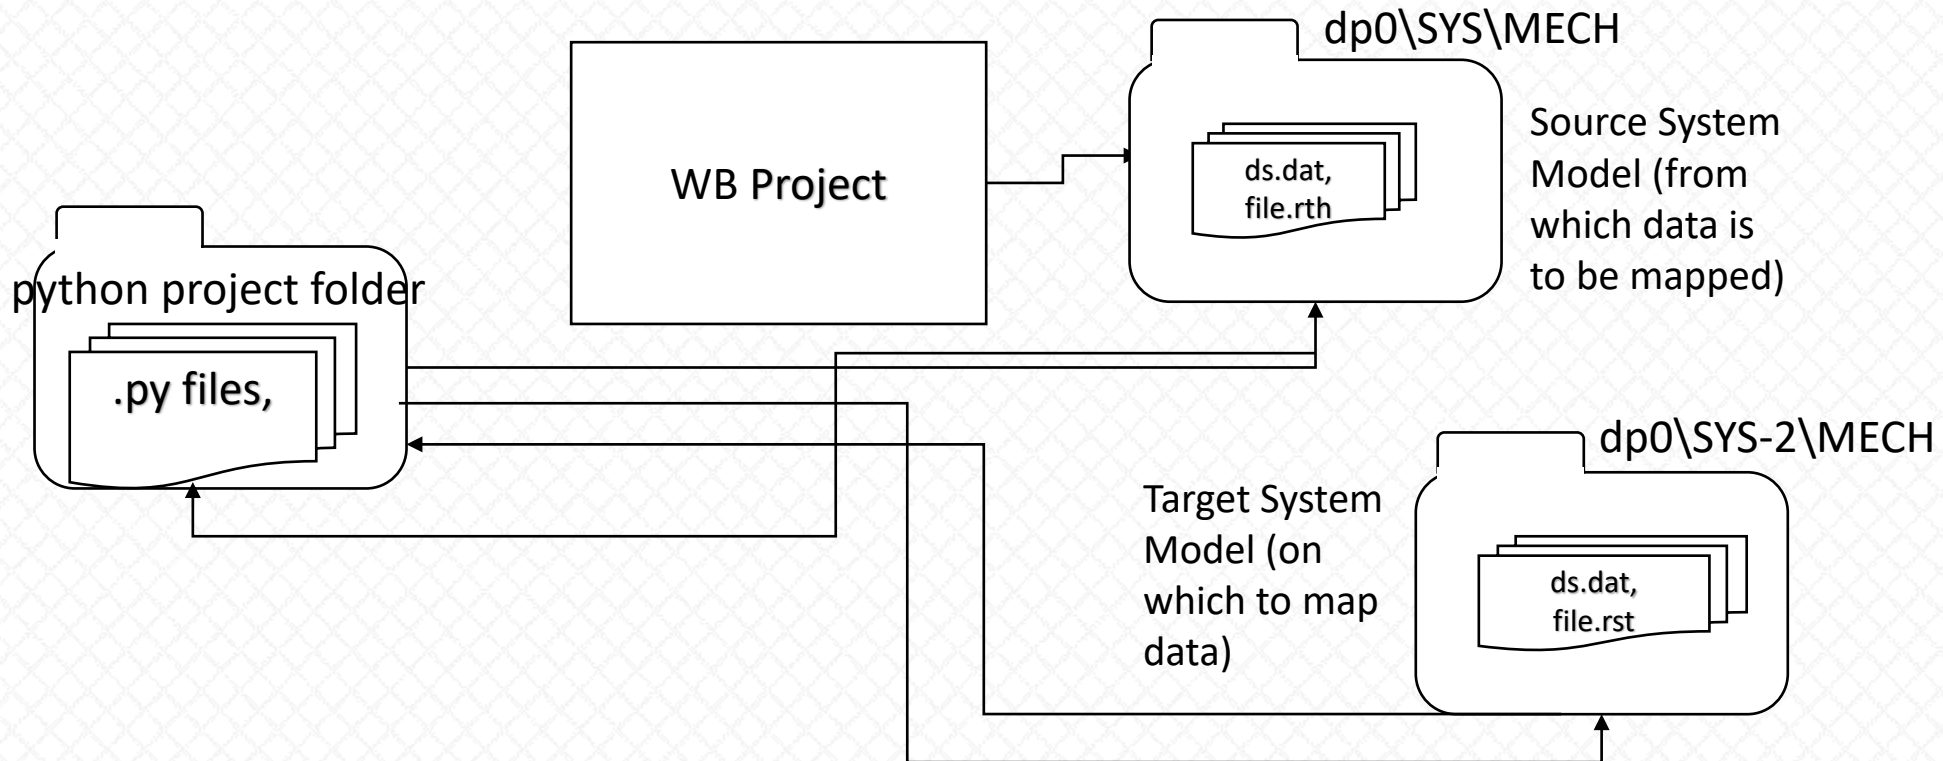 dp0\SYS\MECH
WB Project
ds.dat,
file.rth
Source System
Model (from
which data is
to be mapped)
python project folder
.py files,
dp0\SYS-2\MECH
Target System
Model (on
which to map
data)
ds.dat,
file.rst